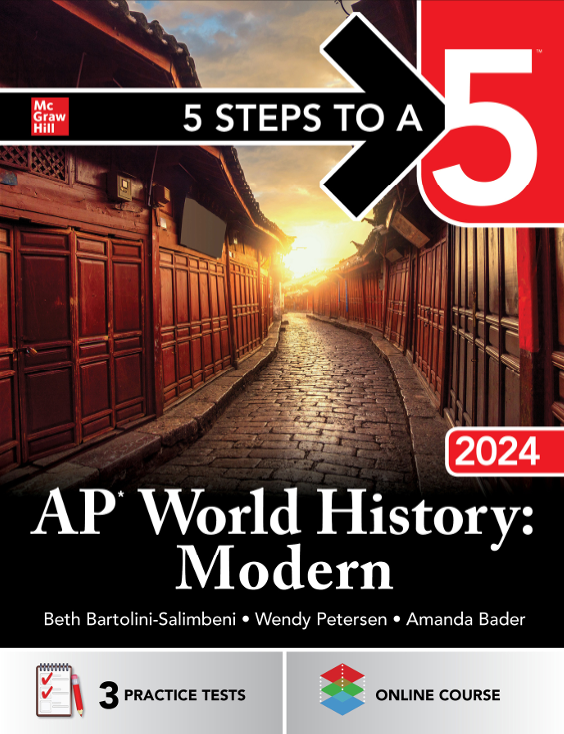 Mc
Graw
Hill
5 STEPS TO A
5™
2024
AP* World History:
Modern
Beth Bartolini-Salimbeni • Wendy Petersen • Amanda Bader
3 PRACTICE TESTS
ONLINE COURSE